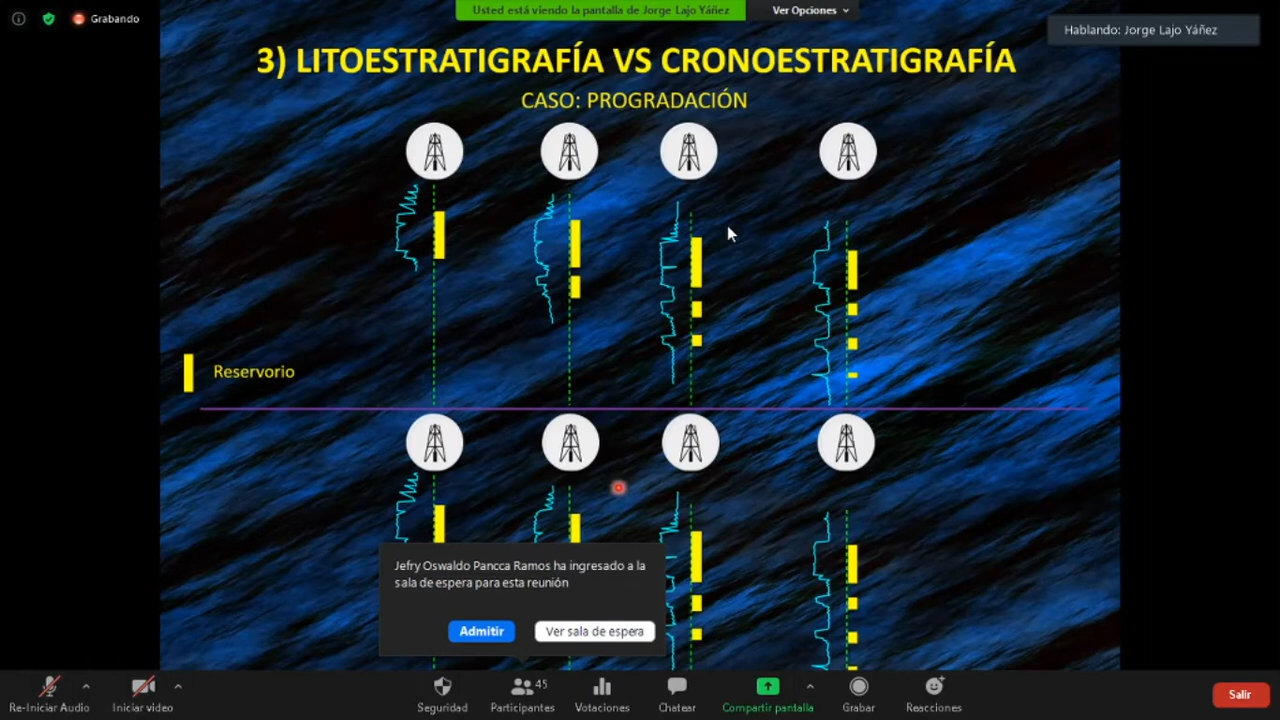 Grabando
Usted está viendo la pantalla de Jorge Lajo Yáñez
Ver Opciones
Hablando: Jorge Lajo Yáñez
3) LITOESTRATIGRAFÍA VS CRONOESTRATIGRAFÍA
CASO: PROGRADACIÓN
Reservorio
Jefry Oswaldo Pancca Ramos ha ingresado a la
sala de espera para esta reunión
Admitir
Ver sala de espera
Re-Iniciar Audio
Iniciar video
Seguridad
Participantes
45
Votaciones
Chatear
Compartir pantalla
Grabar
Reacciones
Salir